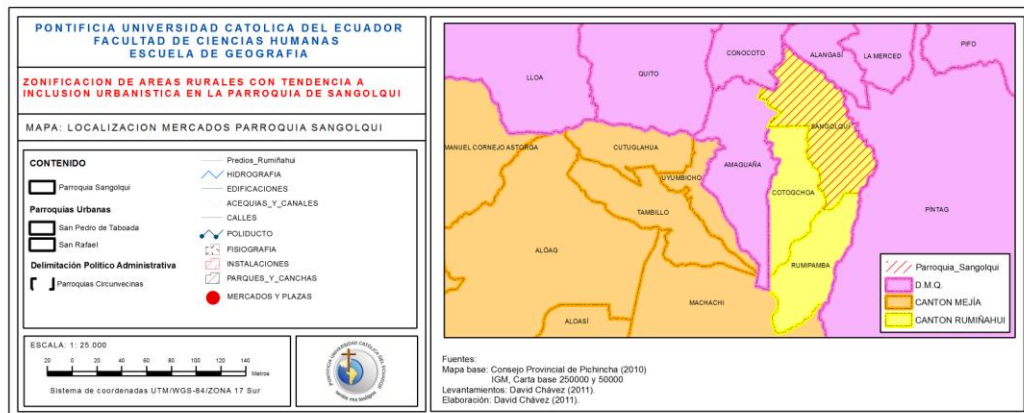 PONTIFICIA UNIVERSIDAD CATOLICA DEL ECUADOR
FACULTAD DE CIENCIAS HUMANAS
ESCUELA DE GEOGRAFIA
ZONIFICACION DE AREAS RURALES CON TENDENCIA A
INCLUSION URBANISTICA EN LA PARROQUIA DE SANGOLQUI
MAPA: LOCALIZACION MERCADOS PARROQUIA SANGOLQUI
CONTENIDO
Parroquia Sangolqui
Parroquias Urbanas
San Pedro de Taboada
San Rafael
Delimitación Político Administrativa
Parroquias Circunvecinas
Predios_Rumiñahui
HIDROGRAFIA
EDIFICACIONES
ACEQUIAS_Y_CANALES
CALLES
POLIDUCTO
FISIOGRAFIA
INSTALACIONES
PARQUES_Y_CANCHAS
MERCADOS Y PLAZAS
ESCALA: 1: 25.000
20 0 20 40 60 80 100 120 140
Metros
Sistema de coordenadas UTM/WGS-84/ZONA 17 Sur
PONTIFICIA UNIVERSIDAD CATOLICA DEL ECUADOR
LLOA
QUITO
CONOCOTO
ALANGASÍ
LA MERCED
PIFO
MANUEL CORNEJO ASTORGA
CUTUGLAHUA
SANGOLQUI
AMAGUAÑA
UYUMBICHO
COTOGCHOA
TAMBILLO
PÍNTAG
ALÓAG
RUMIPAMBA
MACHACHI
ALOASÍ
Parroquia_Sangolqui
D.M.Q.
CANTON MEJÍA
CANTON RUMIÑAHUI
Fuentes:
Mapa base: Consejo Provincial de Pichincha (2010)
IGM, Carta base 250000 y 50000
Levantamientos: David Chávez (2011).
Elaboración: David Chávez (2011).